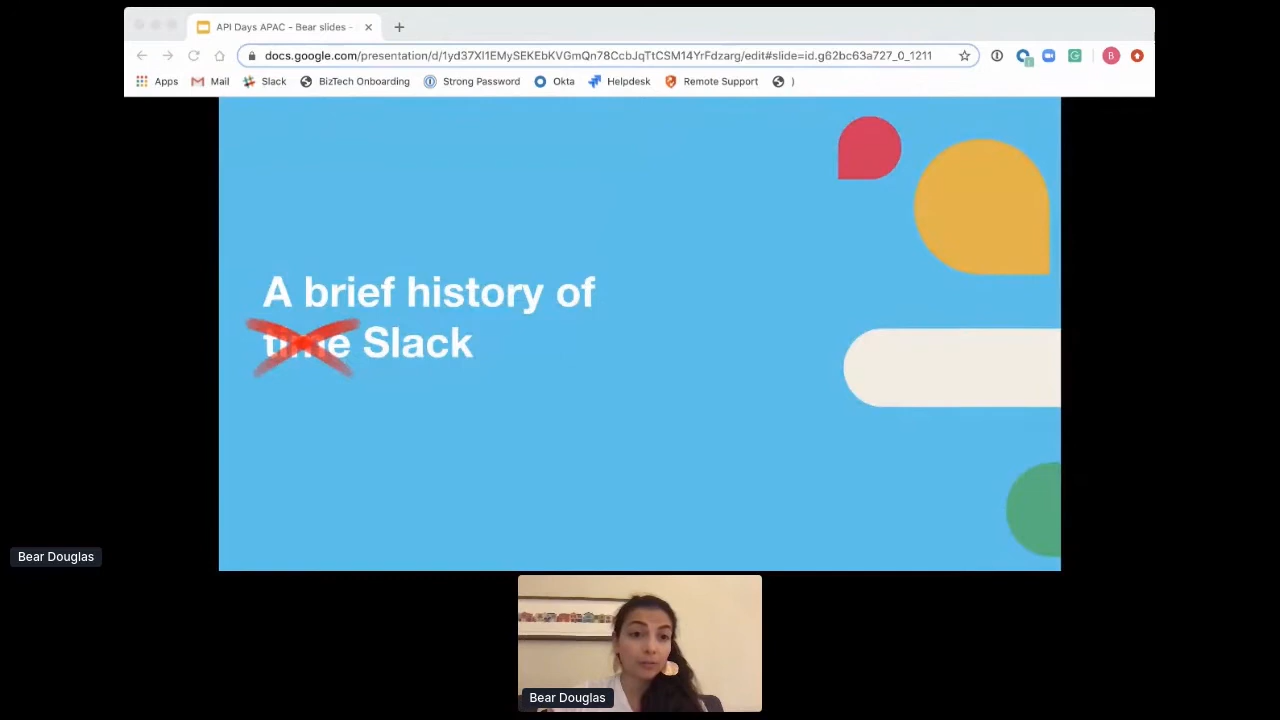 API Days APAC - Bear slides -
docs.google.com/presentation/d/1yd37Xl1EMySEKEbKVGmQn78CcbJqTtCSM14YrFdzarg/edit#slide=id.g62bc63a727_0_1211
B
Apps Mail Slack BizTech Onboarding Strong Password Okta Helpdesk Remote Support )
A brief history of
time Slack
Bear Douglas
Bear Douglas